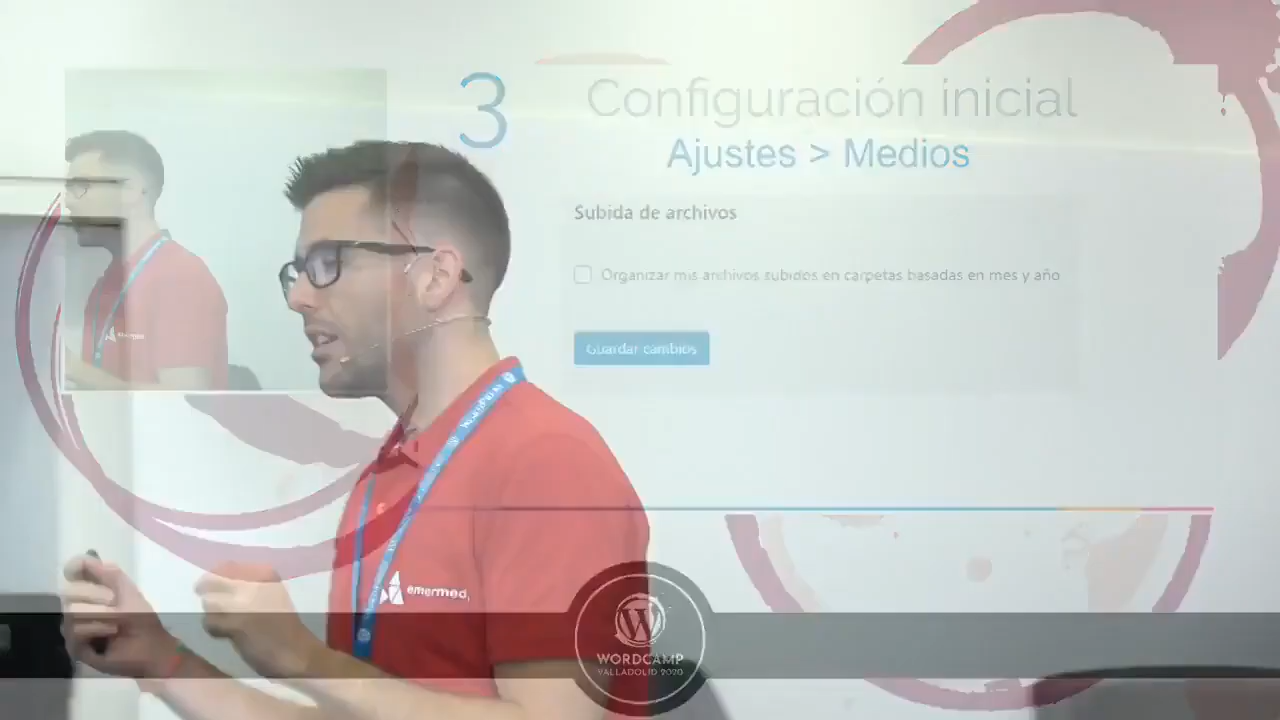 3
Configuración inicial
Ajustes > Medios
Subida de archivos
Organizar mis archivos subidos en carpetas basadas en mes y año
Guardar cambios
emermed
WORDCAMP
VALLADOLID 2020